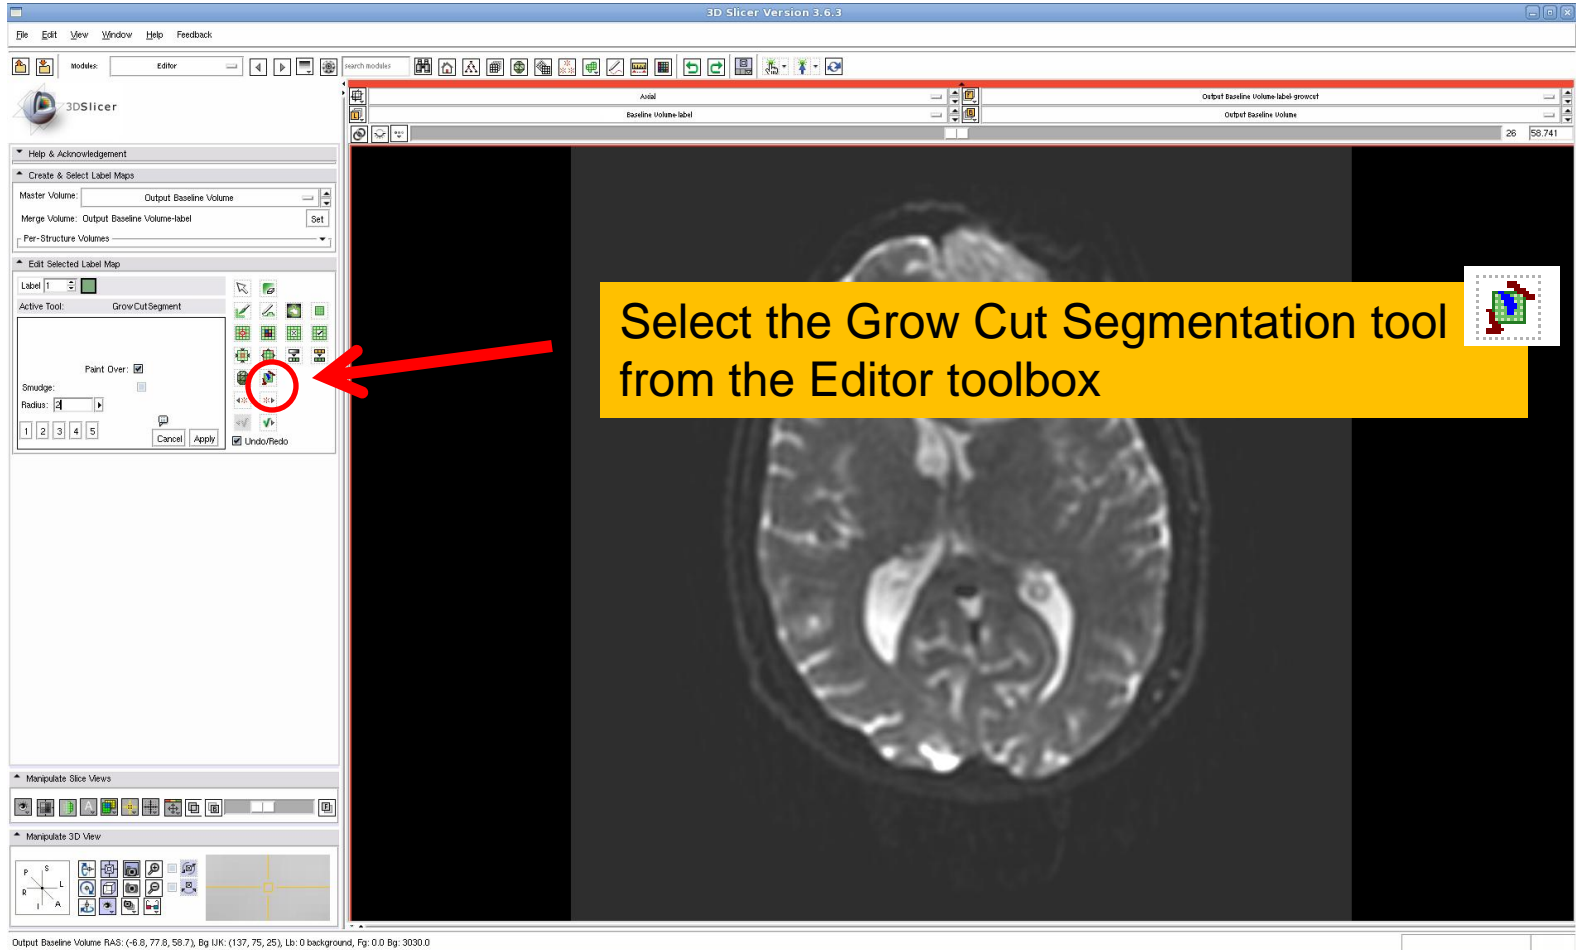 3D Slicer Version 3.6.3
File Edit View Window Help Feedback
Modules: Editor search modules
3DSlicer
Axial Output Baseline Volume-label-growcut
Baseline Volume-label Output Baseline Volume
26 58.741
Help & Acknowledgement
Create & Select Label Maps
Master Volume: Output Baseline Volume
Merge Volume: Output Baseline Volume-label Set
Per-Structure Volumes
Edit Selected Label Map
Label 1
Active Tool: GrowCutSegment
Paint Over:
Smudge:
Radius: 2
1 2 3 4 5
Cancel Apply
Undo/Redo
Select the Grow Cut Segmentation tool
from the Editor toolbox
Manipulate Slice Views
Manipulate 3D View
P S
R L
I A
Output Baseline Volume RAS: (-6.8, 77.8, 58.7), Bg IJK: (137, 75, 25), Lb: 0 background, Fg: 0.0 Bg: 3030.0